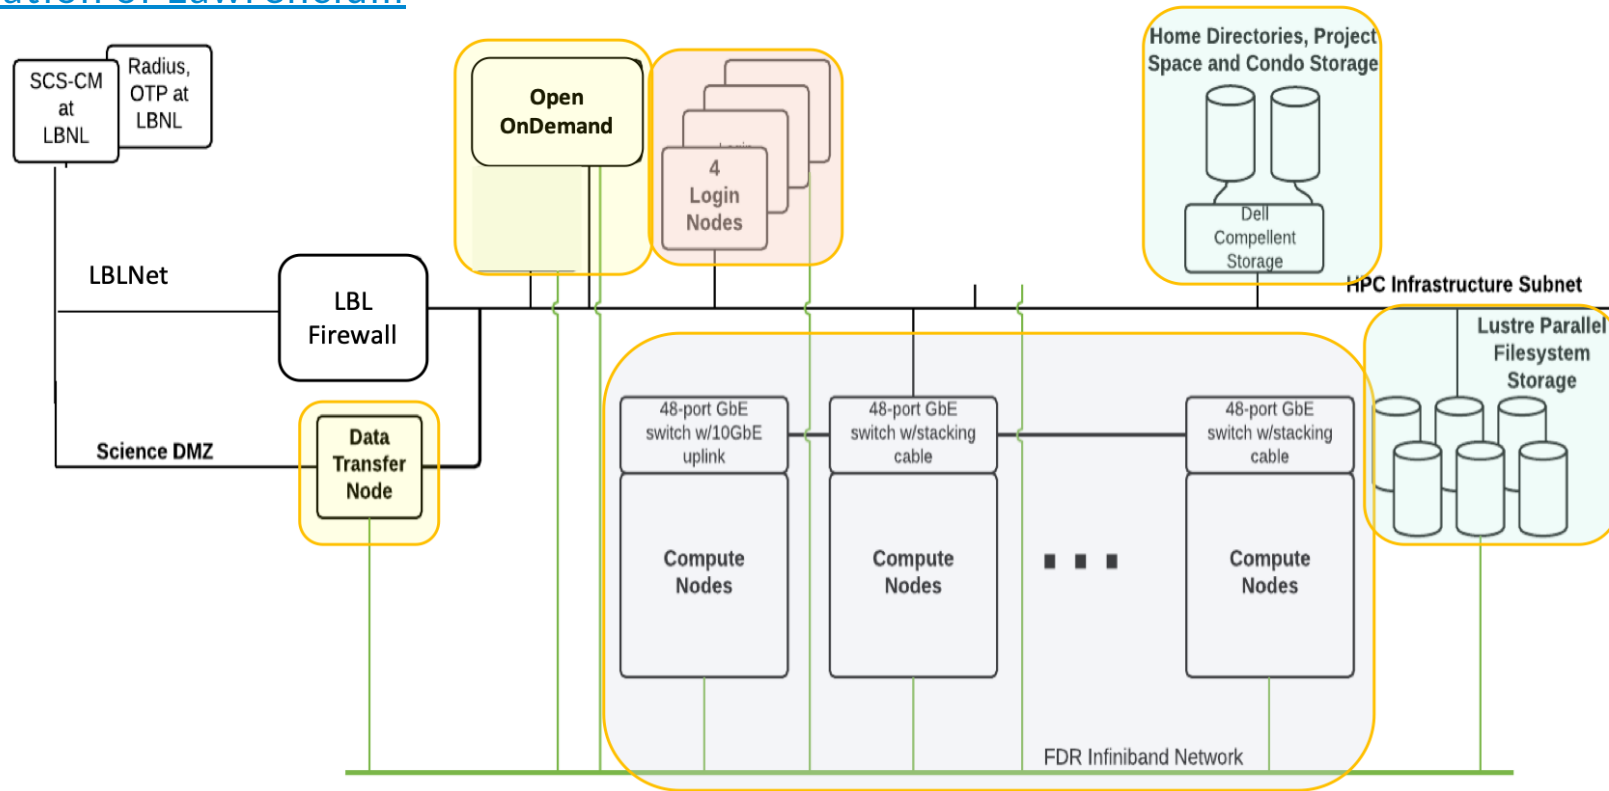 SCS-CM
at
LBNL
Radius,
OTP at
LBNL
Open
OnDemand
4
Login
Nodes
Home Directories, Project
Space and Condo Storage
Dell
Compellent
Storage
LBLNet
LBL
Firewall
HPC Infrastructure Subnet
Lustre Parallel
Filesystem
Storage
Science DMZ
Data
Transfer
Node
48-port GbE
switch w/10GbE
uplink
48-port GbE
switch w/stacking
cable
48-port GbE
switch w/stacking
cable
Compute
Nodes
Compute
Nodes
Compute
Nodes
FDR Infiniband Network